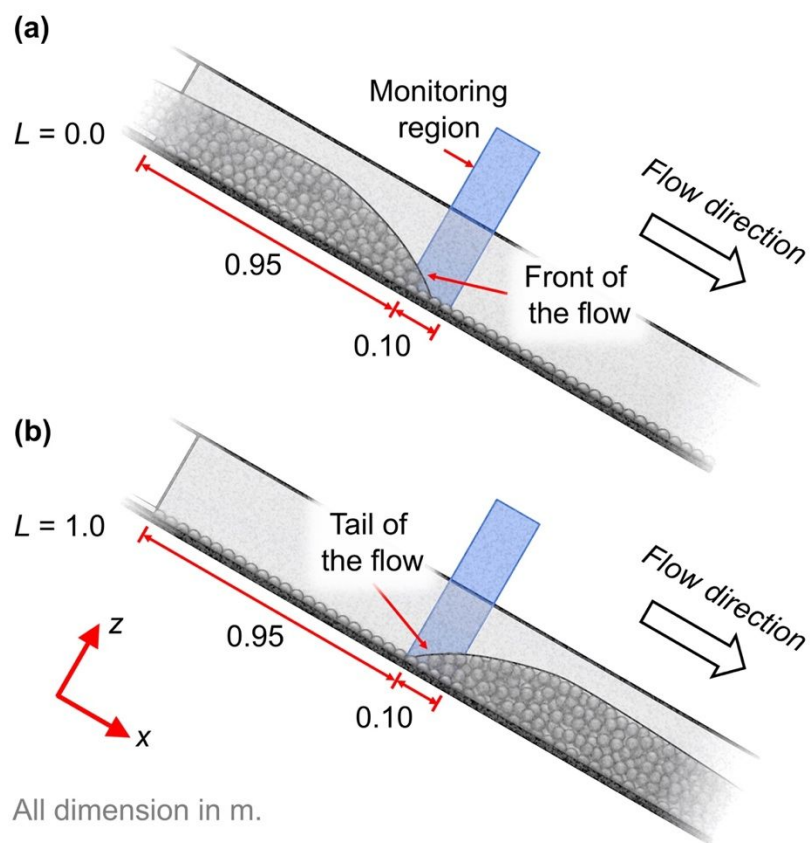 (a)
Monitoring
region
L = 0.0
Flow direction
0.95
Front of
the flow
0.10
(b)
L = 1.0
Tail of
the flow
Flow direction
0.95
z
0.10
x
All dimension in m.